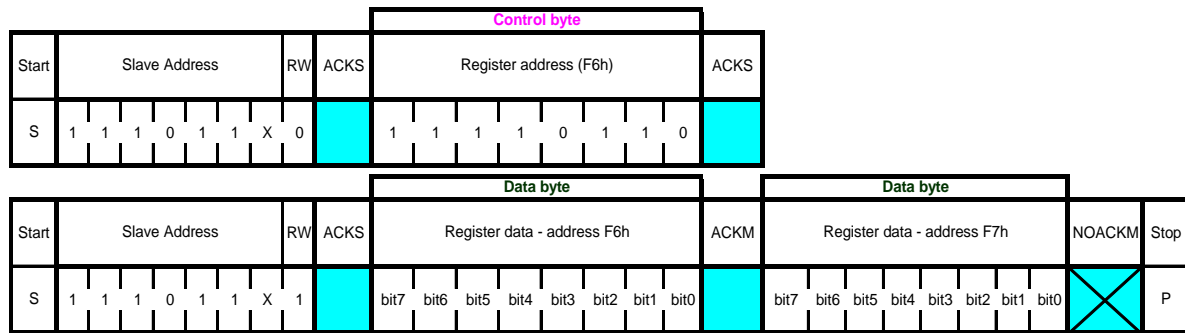 Control byte
Start Slave Address RW ACKS Register address (F6h) ACKS
S 1 1 1 0 1 1 X 0 1 1 1 1 0 1 1 0
Data byte Data byte
Start Slave Address RW ACKS Register data - address F6h ACKM Register data - address F7h NOACKM Stop
S 1 1 1 0 1 1 X 1 bit7 bit6 bit5 bit4 bit3 bit2 bit1 bit0 bit7 bit6 bit5 bit4 bit3 bit2 bit1 bit0 P